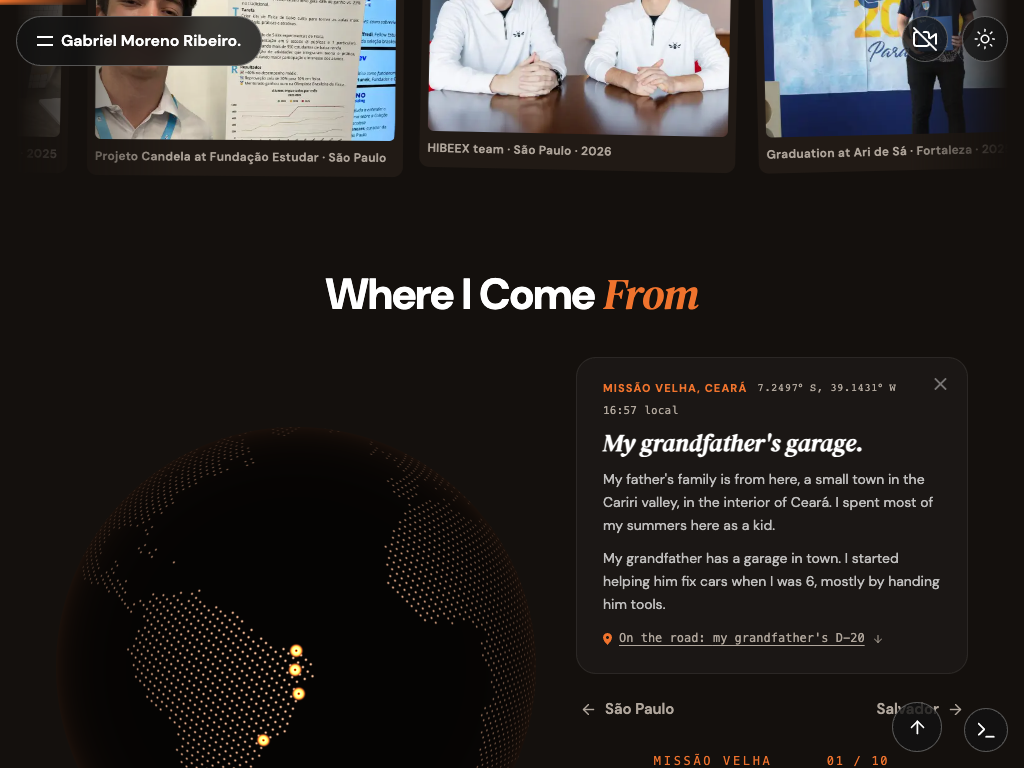 Gabriel Moreno Ribeiro.
2025
Projeto Candela at Fundação Estudar · São Paulo
HIBEEX team · São Paulo · 2026
Graduation at Ari de Sá · Fortaleza
Where I Come From
MISSÃO VELHA, CEARÁ 7.2497° S, 39.1431° W
16:57 local
My grandfather's garage.
My father's family is from here, a small town in the
Cariri valley, in the interior of Ceará. I spent most of
my summers here as a kid.
My grandfather has a garage in town. I started
helping him fix cars when I was 6, mostly by handing
him tools.
On the road: my grandfather's D-20 ↓
← São Paulo
Salvador →
MISSÃO VELHA 01 / 10